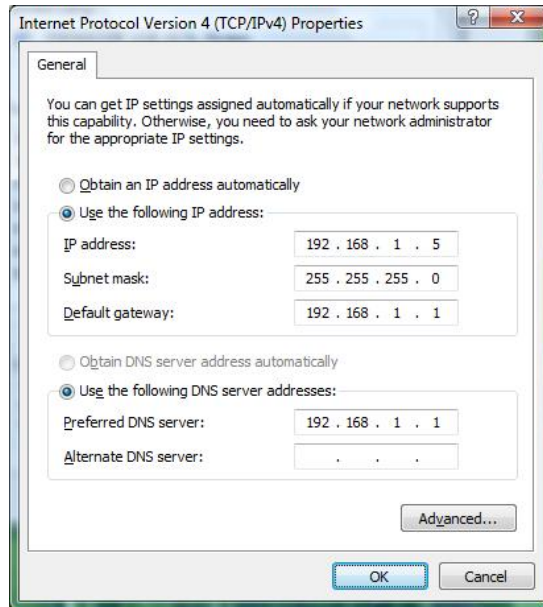 Internet Protocol Version 4 (TCP/IPv4) Properties
General
You can get IP settings assigned automatically if your network supports
this capability. Otherwise, you need to ask your network administrator
for the appropriate IP settings.
Obtain an IP address automatically
Use the following IP address:
IP address: 192 . 168 . 1 . 5
Subnet mask: 255 . 255 . 255 . 0
Default gateway: 192 . 168 . 1 . 1
Obtain DNS server address automatically
Use the following DNS server addresses:
Preferred DNS server: 192 . 168 . 1 . 1
Alternate DNS server: . . .
Advanced...
OK Cancel